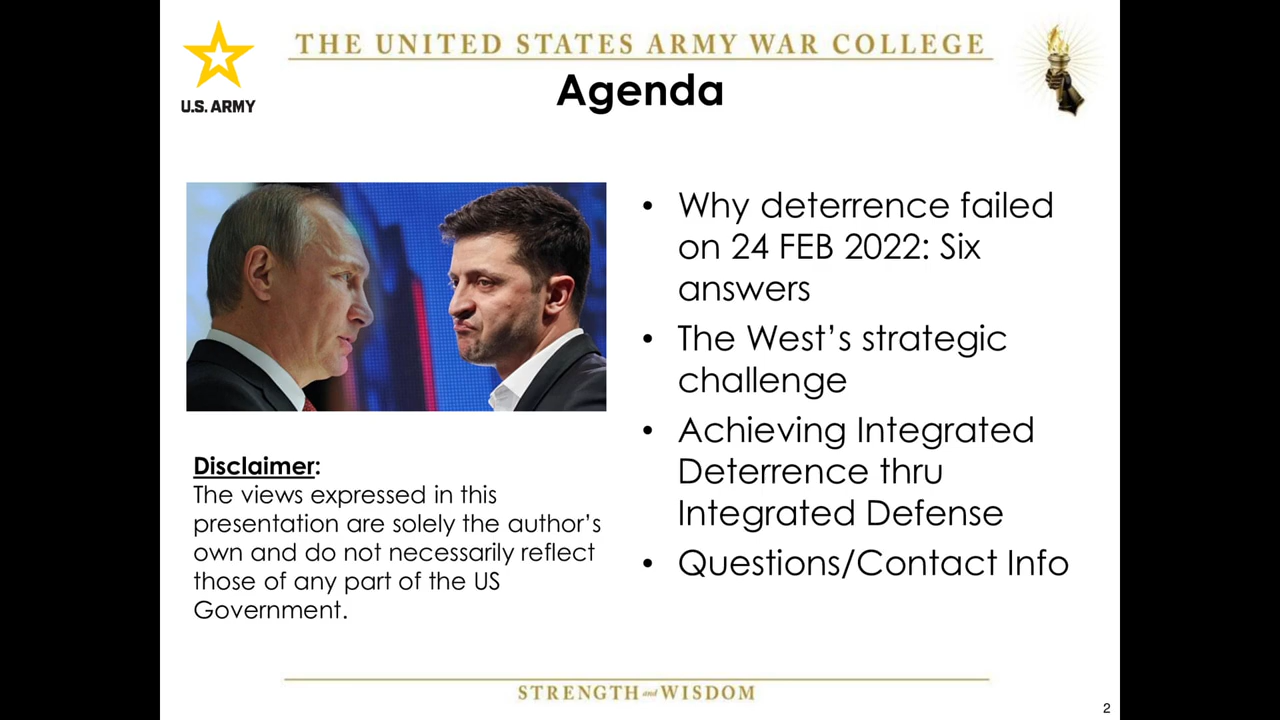 THE UNITED STATES ARMY WAR COLLEGE
U.S. ARMY
Agenda
• Why deterrence failed
on 24 FEB 2022: Six
answers
• The West’s strategic
challenge
• Achieving Integrated
Deterrence thru
Integrated Defense
• Questions/Contact Info
Disclaimer:
The views expressed in this
presentation are solely the author’s
own and do not necessarily reflect
those of any part of the US
Government.
STRENGTH and WISDOM
2